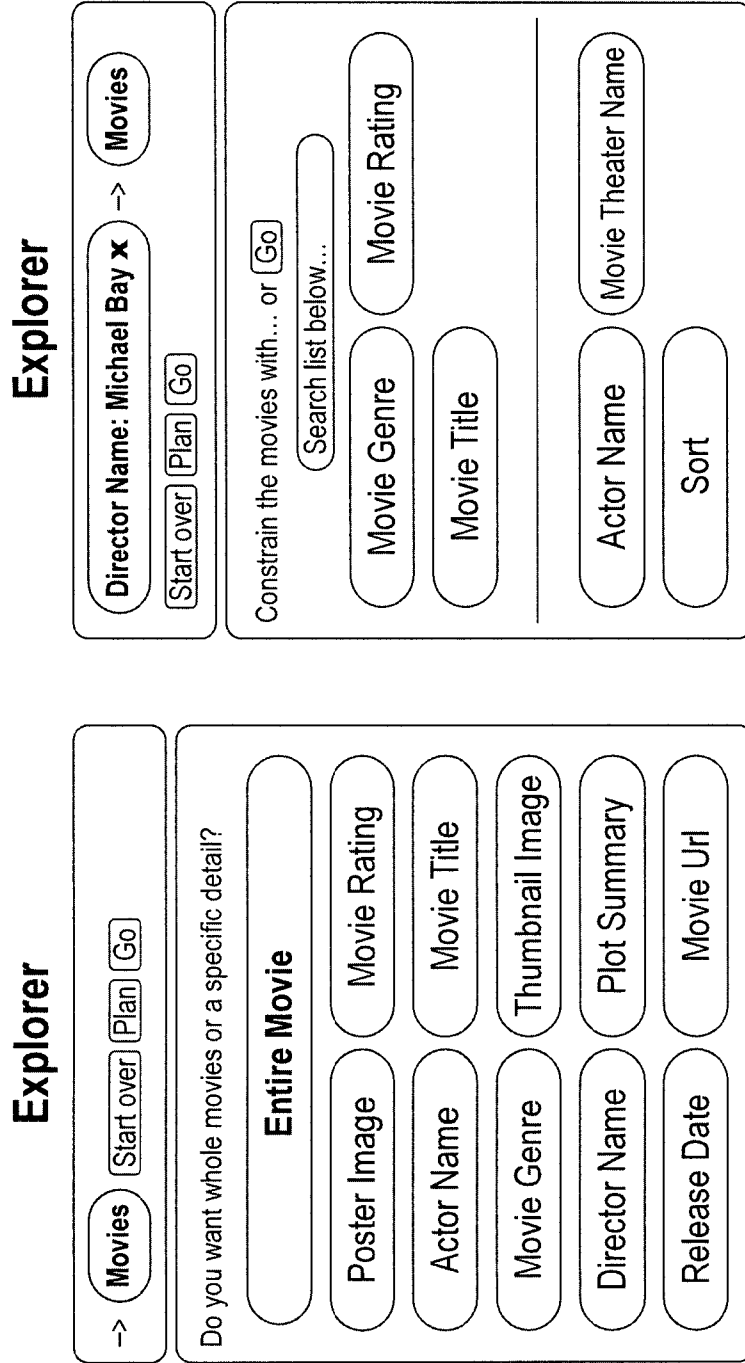 Explorer
--> Movies Start over Plan Go
Do you want whole movies or a specific detail?
Entire Movie
Poster Image Movie Rating
Actor Name Movie Title
Movie Genre Thumbnail Image
Director Name Plot Summary
Release Date Movie Url
Explorer
Director Name: Michael Bay x --> Movies
Start over Plan Go
Constrain the movies with... or Go
Search list below...
Movie Genre Movie Rating
Movie Title
Actor Name Movie Theater Name
Sort